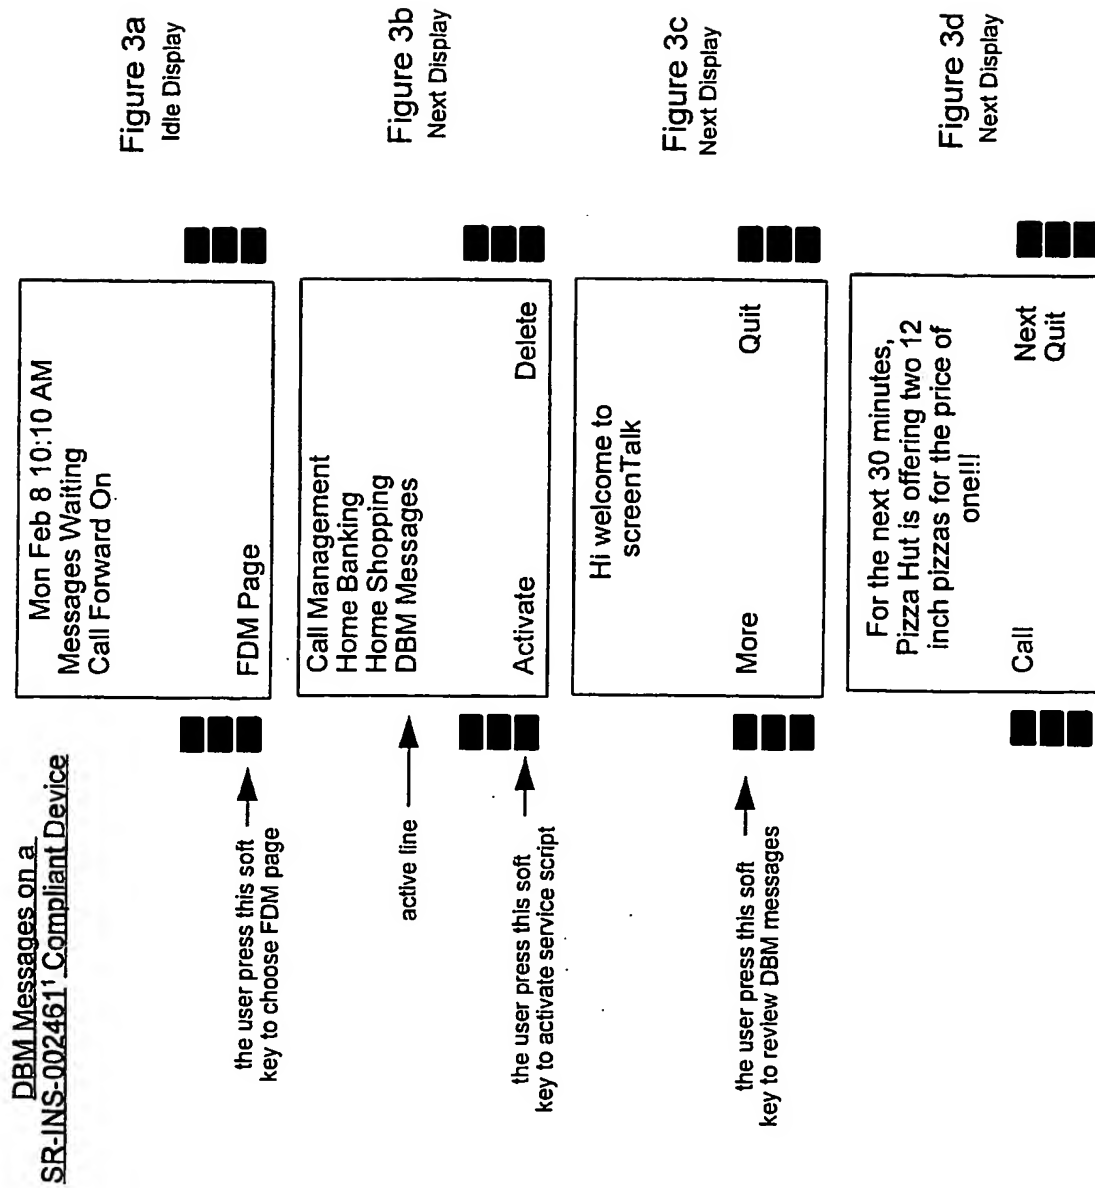 DBM Messages on a
SR-INS-002461' Compliant Device
Mon Feb 8 10:10 AM
Messages Waiting
Call Forward On
FDM Page
the user press this soft
key to choose FDM page
Figure 3a
Idle Display
Call Management
Home Banking
Home Shopping
DBM Messages
Activate Delete
active line
the user press this soft
key to activate service script
Figure 3b
Next Display
Hi welcome to
screenTalk
More Quit
the user press this soft
key to review DBM messages
Figure 3c
Next Display
For the next 30 minutes,
Pizza Hut is offering two 12
inch pizzas for the price of
one!!!
Call Next
Quit
Figure 3d
Next Display